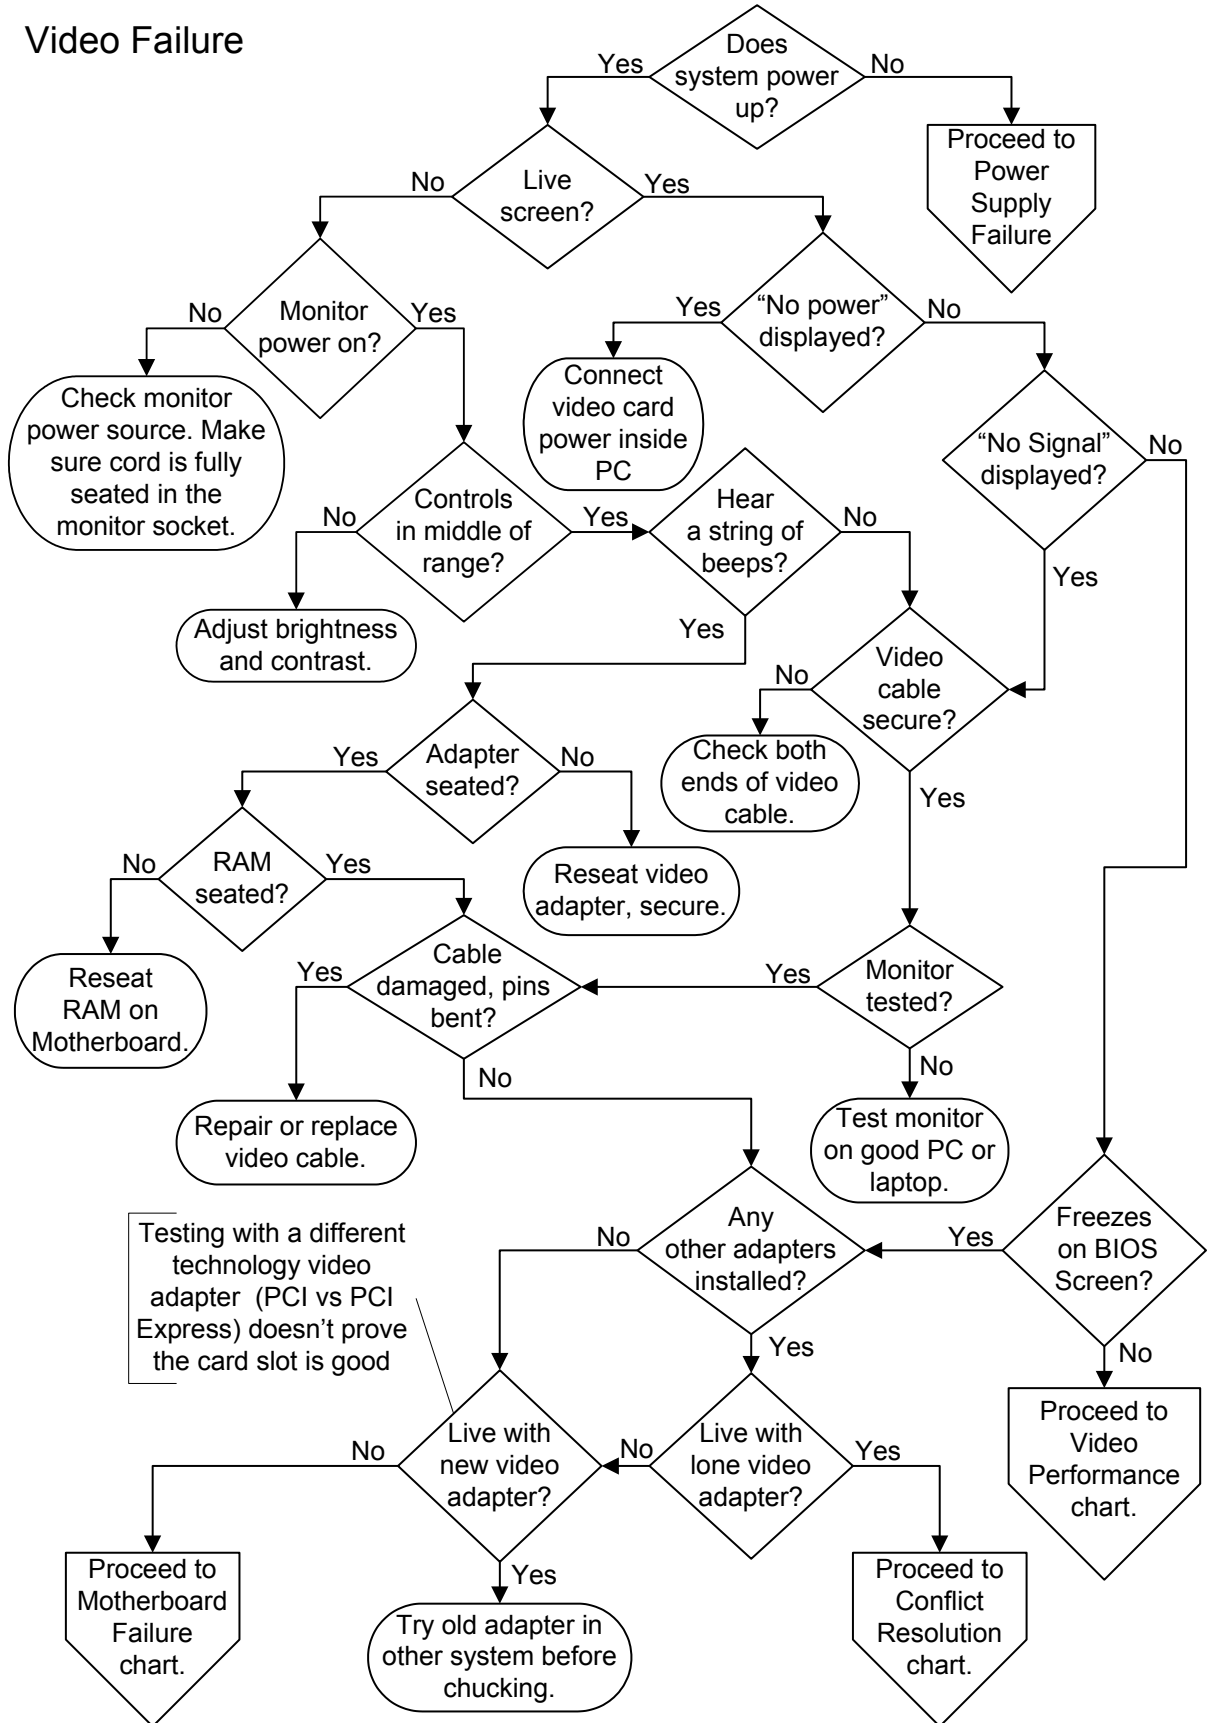 Video Failure
Does
system power
up?
Yes
No
Proceed to
Power
Supply
Failure
Live
screen?
No
Yes
Monitor
power on?
No
Yes
“No power”
displayed?
Yes
No
Check monitor
power source. Make
sure cord is fully
seated in the
monitor socket.
Connect
video card
power inside
PC
“No Signal”
displayed?
No
Yes
Controls
in middle of
range?
No
Yes
Hear
a string of
beeps?
No
Yes
Adjust brightness
and contrast.
Video
cable
secure?
No
Yes
Check both
ends of video
cable.
Adapter
seated?
Yes
No
Reseat video
adapter, secure.
RAM
seated?
No
Yes
Reseat
RAM on
Motherboard.
Cable
damaged, pins
bent?
Yes
No
Monitor
tested?
Yes
No
Repair or replace
video cable.
Test monitor
on good PC or
laptop.
Any
other adapters
installed?
No
Yes
Freezes
on BIOS
Screen?
Yes
No
Testing with a different
technology video
adapter (PCI vs PCI
Express) doesn’t prove
the card slot is good
Live with
new video
adapter?
No
Yes
Live with
lone video
adapter?
No
Yes
Proceed to
Video
Performance
chart.
Proceed to
Motherboard
Failure
chart.
Try old adapter in
other system before
chucking.
Proceed to
Conflict
Resolution
chart.